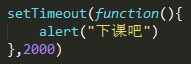 setTimeout(function(){
    alert("下课吧")
},2000)